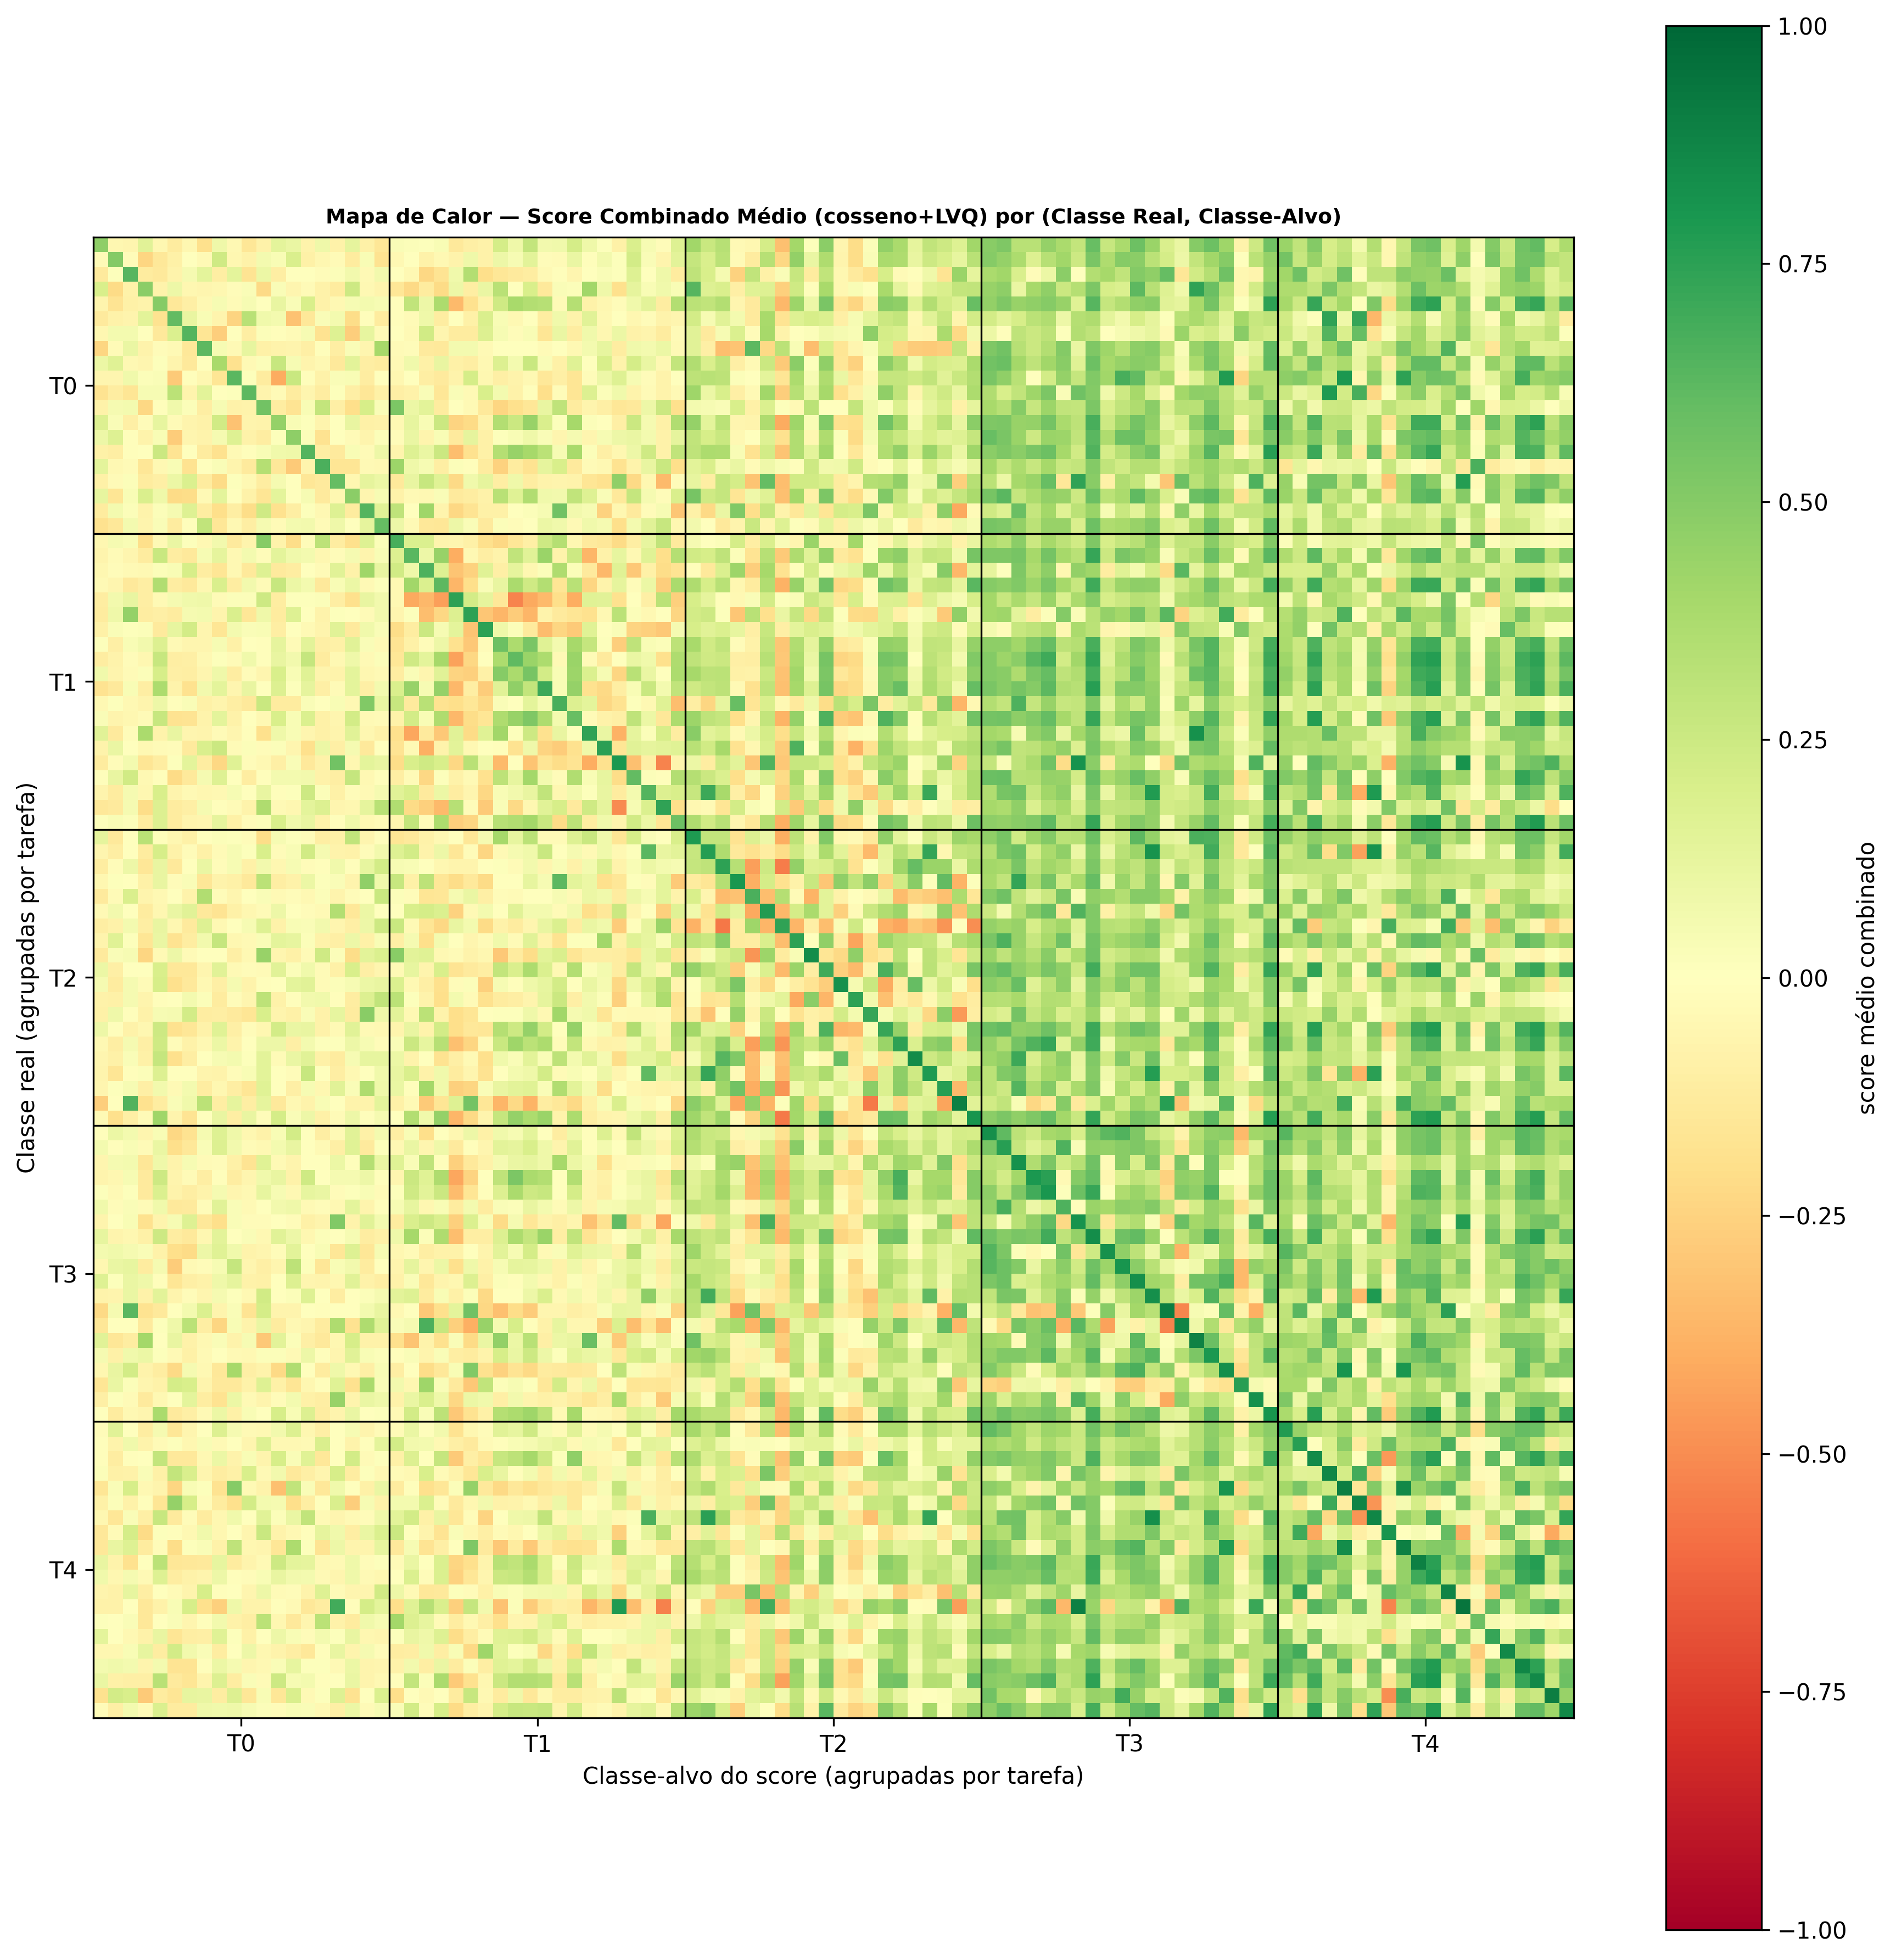 Mapa de Calor — Score Combinado Médio (cosseno+LVQ) por (Classe Real, Classe-Alvo)
Classe real (agrupadas por tarefa)
T0
T1
T2
T3
T4
T0
T1
T2
T3
T4
Classe-alvo do score (agrupadas por tarefa)
1.00
0.75
0.50
0.25
0.00
−0.25
−0.50
−0.75
−1.00
score médio combinado